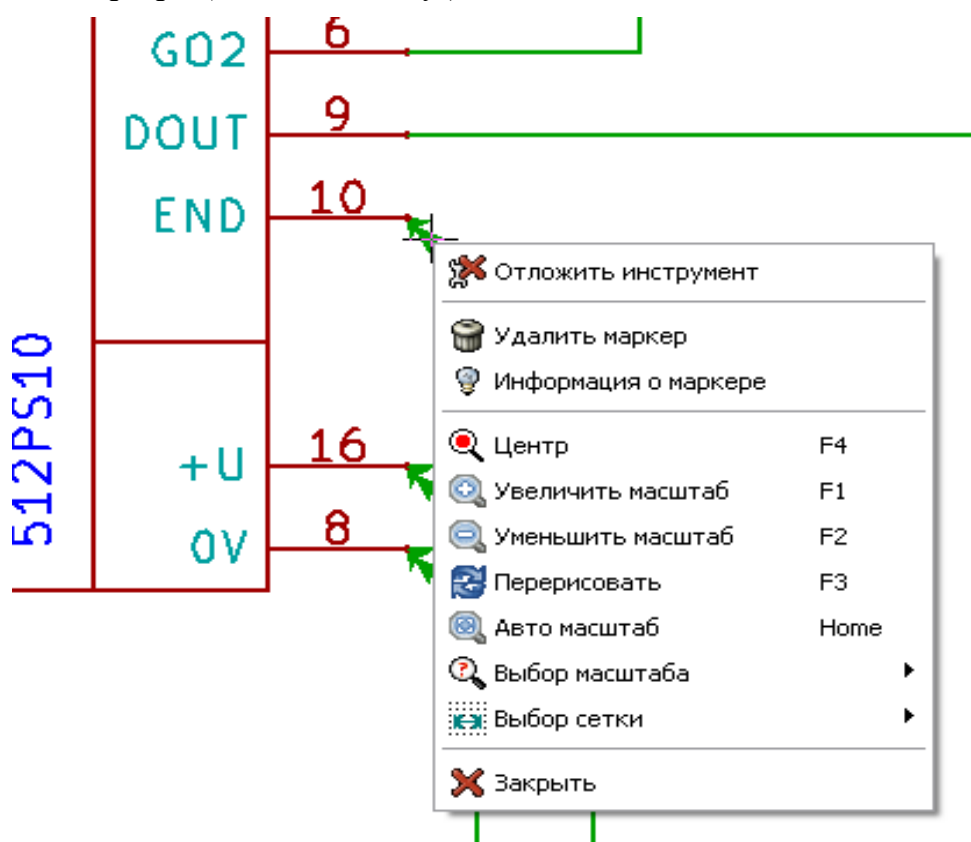 GO2 6
DOUT 9
END 10
512PS10
+U 16
0V 8
Отложить инструмент
Удалить маркер
Информация о маркере
Центр F4
Увеличить масштаб F1
Уменьшить масштаб F2
Перерисовать F3
Авто масштаб Home
Выбор масштаба
Выбор сетки
Закрыть